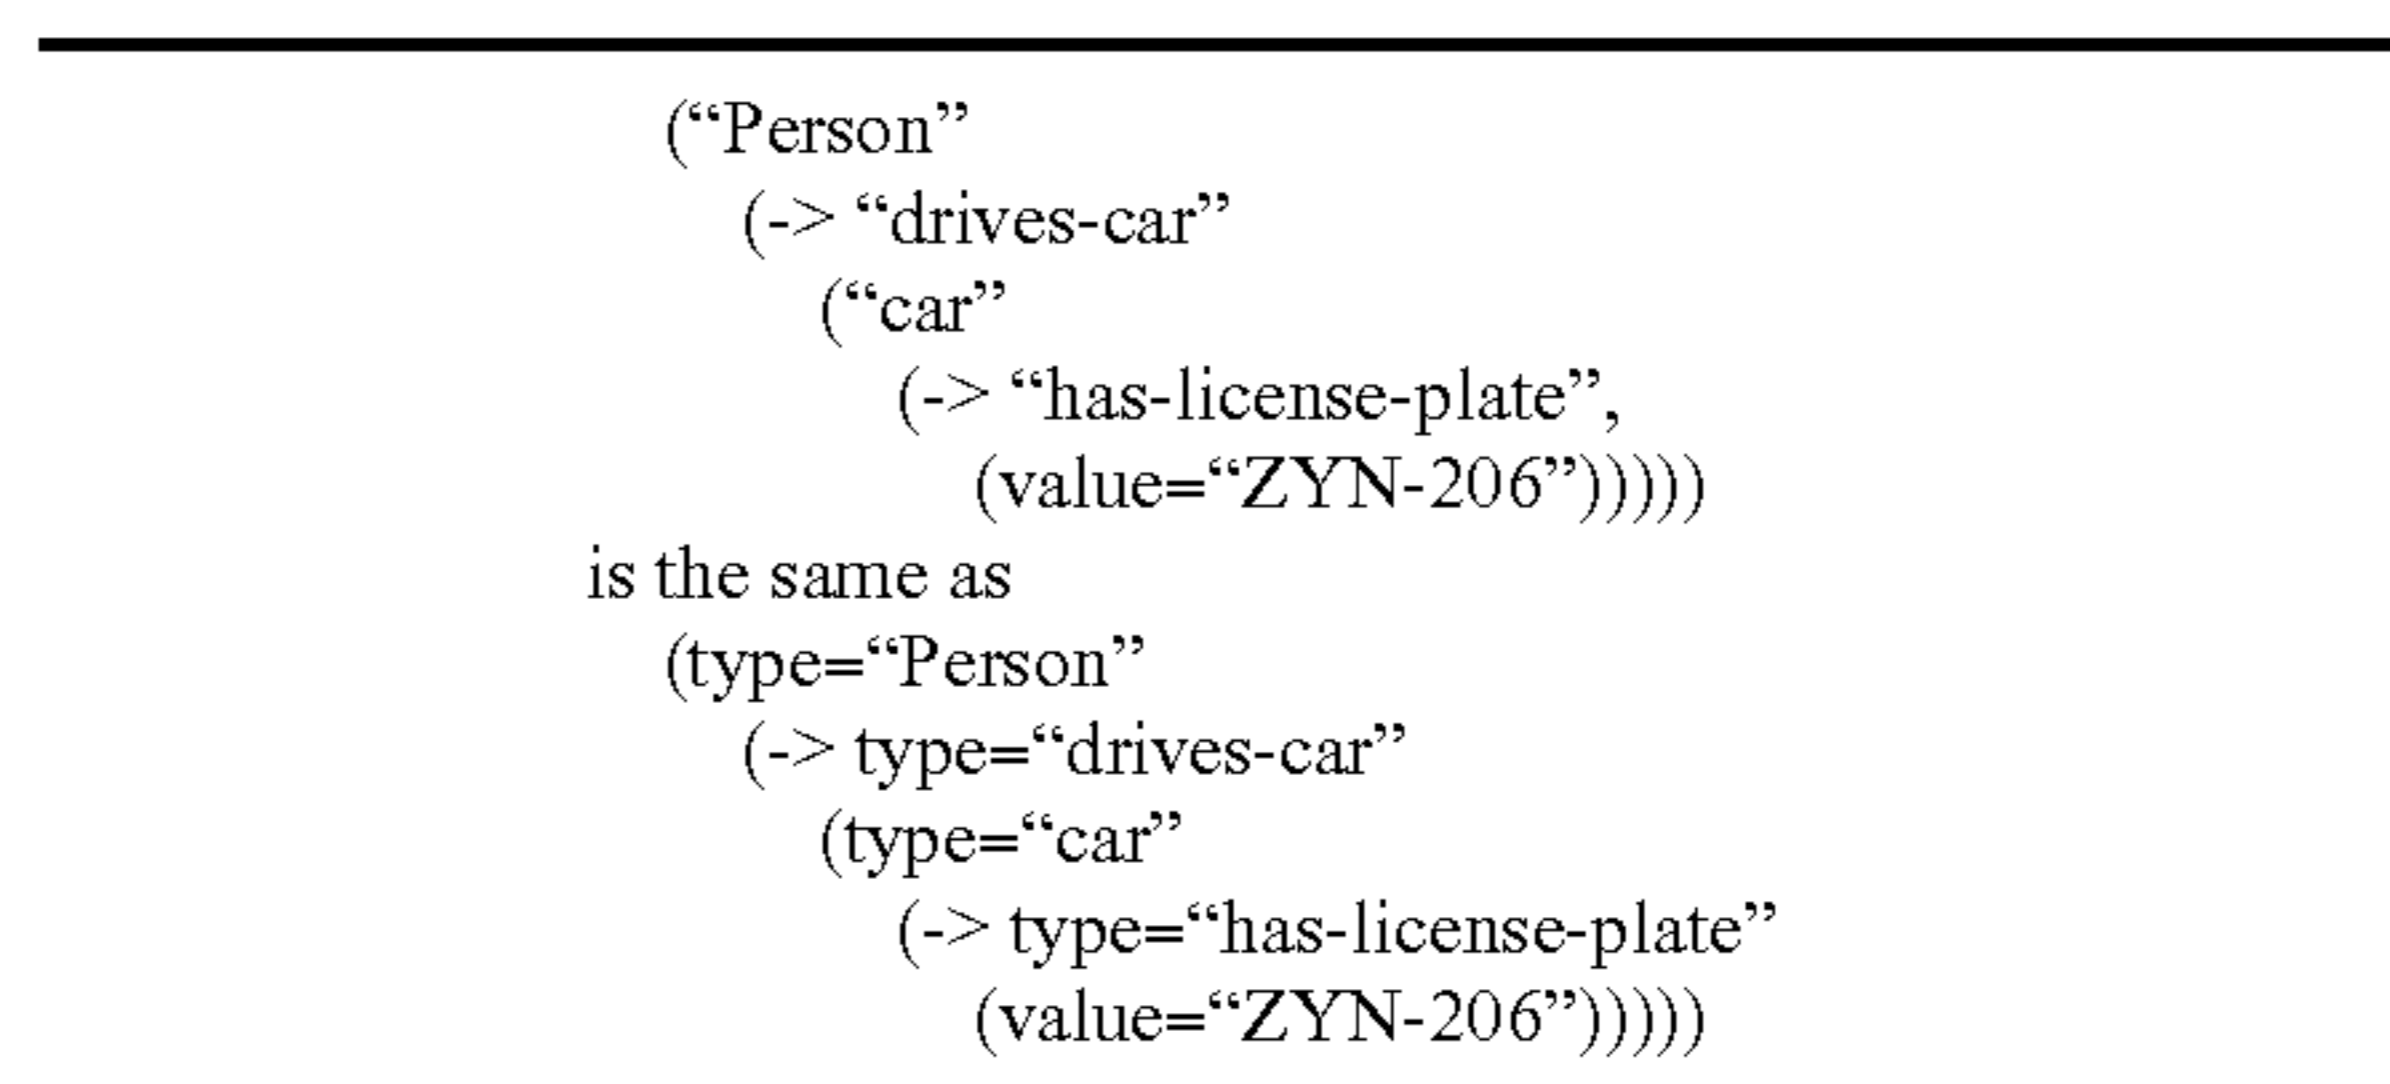 (“Person”
(-> “drives-car”
(“car”
(-> “has-license-plate”,
(value=“ZYN-206”)))))
is the same as
(type=“Person”
(-> type=“drives-car”
(type=“car”
(-> type=“has-license-plate”
(value=“ZYN-206”)))))